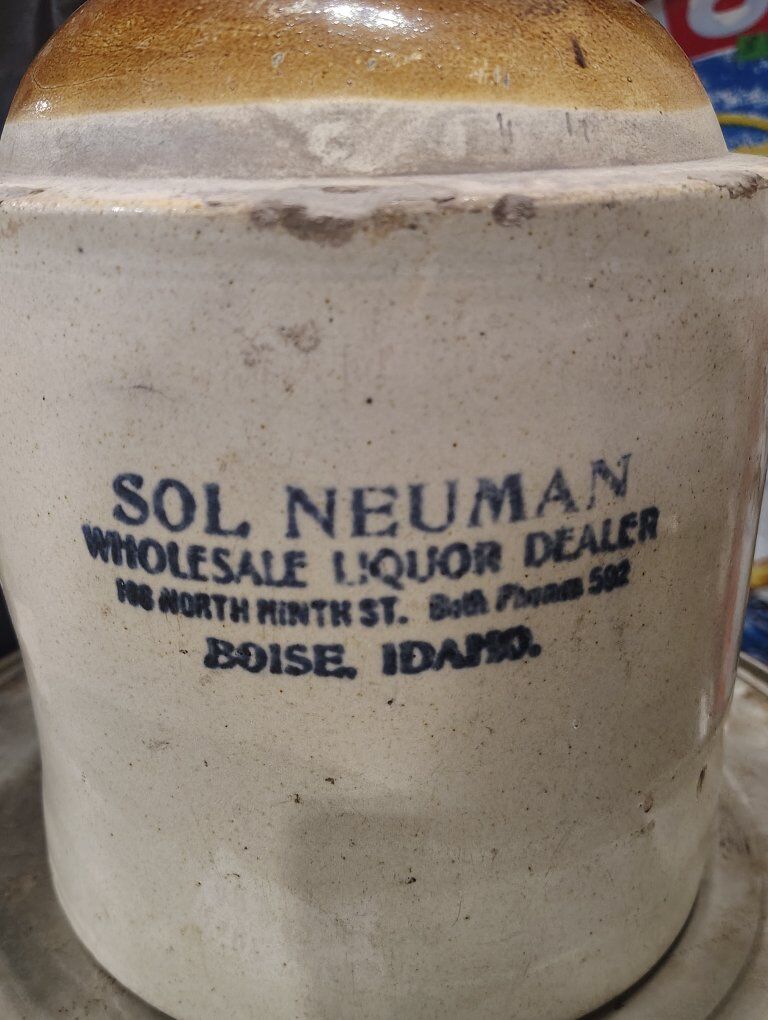 SOL NEUMAN
WHOLESALE LIQUOR DEALER
NORTH NINTH ST. Both Phones 592
BOISE, IDAHO.